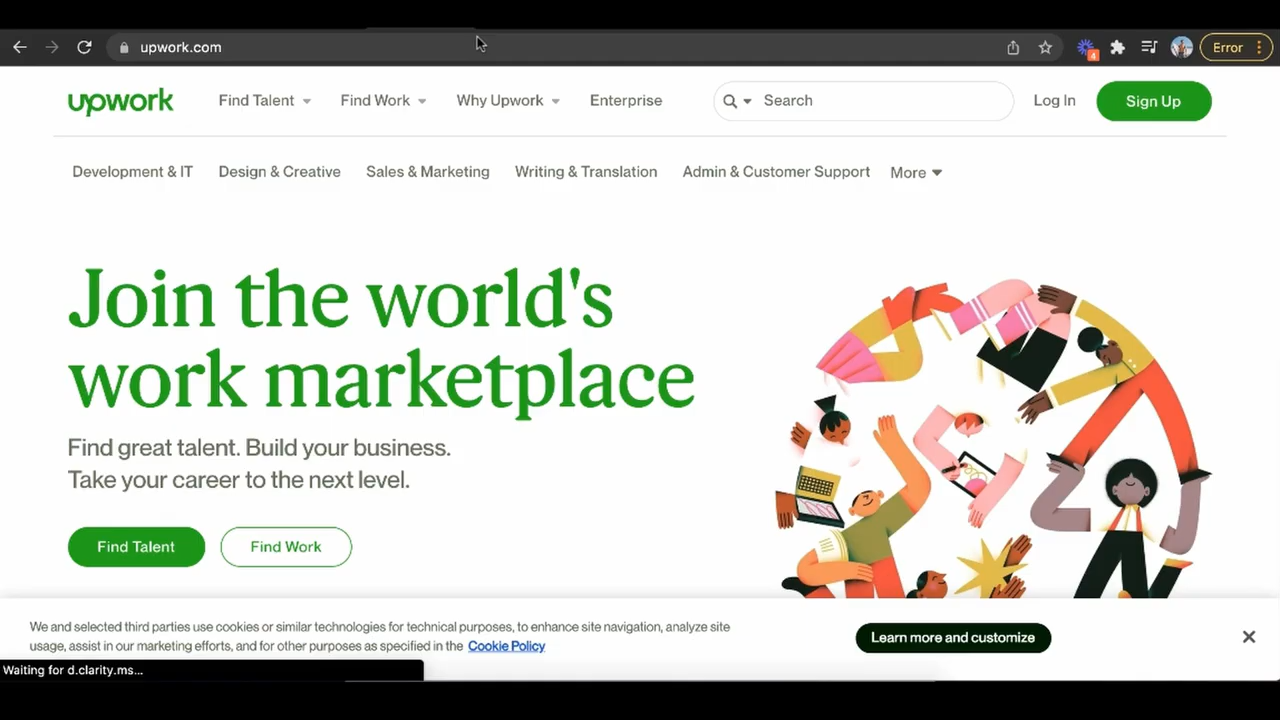 upwork.com
4
Error
upwork
Find Talent
Find Work
Why Upwork
Enterprise
Search
Log In
Sign Up
Development & IT
Design & Creative
Sales & Marketing
Writing & Translation
Admin & Customer Support
More
Join the world's
work marketplace
Find great talent. Build your business.
Take your career to the next level.
Find Talent
Find Work
We and selected third parties use cookies or similar technologies for technical purposes, to enhance site navigation, analyze site
usage, assist in our marketing efforts, and for other purposes as specified in the Cookie Policy
Learn more and customize
Waiting for d.clarity.ms...